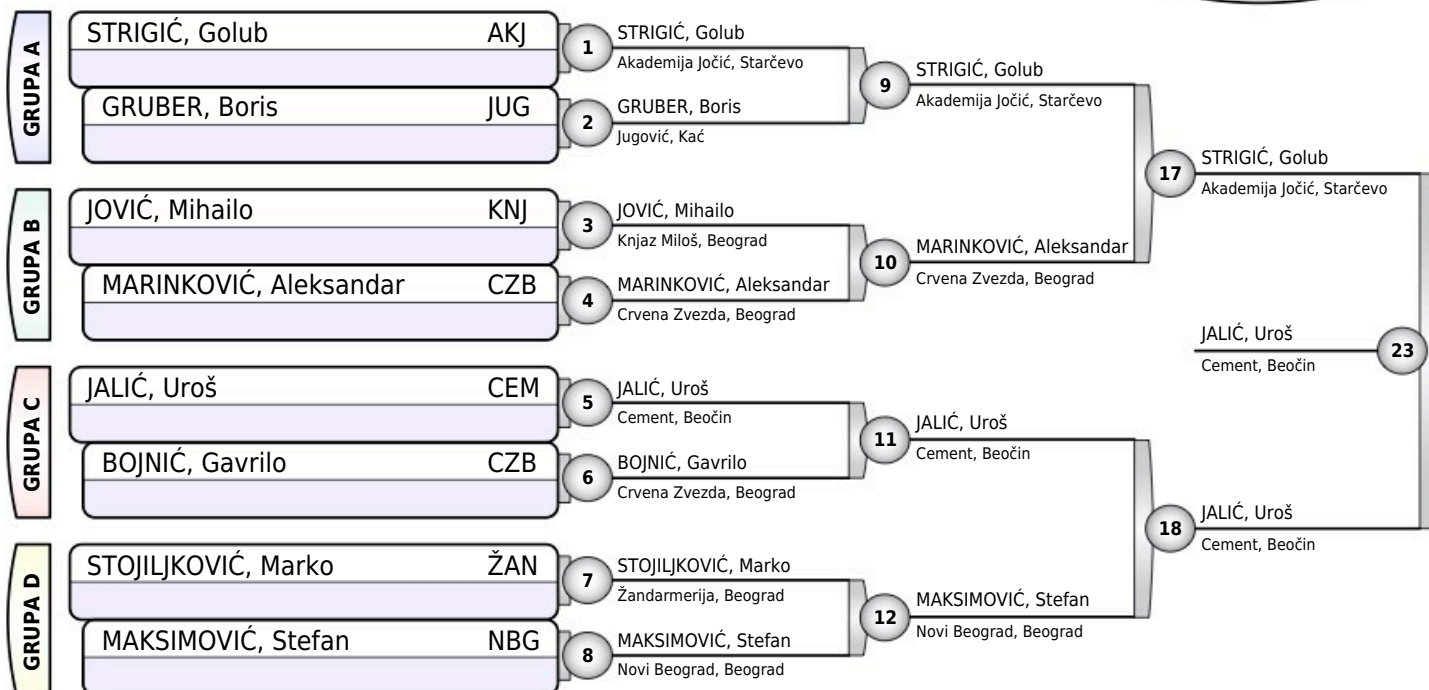 GRUPA A
STRIGIĆ, Golub AKJ
GRUBER, Boris JUG
GRUPA B
JOVIĆ, Mihailo KNJ
MARINKOVIĆ, Aleksandar CZB
GRUPA C
JALIĆ, Uroš CEM
BOJNIĆ, Gavrilo CZB
GRUPA D
STOJILJKOVIĆ, Marko ŽAN
MAKSIMOVIĆ, Stefan NBG
1
STRIGIĆ, Golub
Akademija Jočić, Starčevo
2
GRUBER, Boris
Jugović, Kać
3
JOVIĆ, Mihailo
Knjaz Miloš, Beograd
4
MARINKOVIĆ, Aleksandar
Crvena Zvezda, Beograd
5
JALIĆ, Uroš
Cement, Beočin
6
BOJNIĆ, Gavrilo
Crvena Zvezda, Beograd
7
STOJILJKOVIĆ, Marko
Žandarmerija, Beograd
8
MAKSIMOVIĆ, Stefan
Novi Beograd, Beograd
9
STRIGIĆ, Golub
Akademija Jočić, Starčevo
10
MARINKOVIĆ, Aleksandar
Crvena Zvezda, Beograd
11
JALIĆ, Uroš
Cement, Beočin
12
MAKSIMOVIĆ, Stefan
Novi Beograd, Beograd
17
STRIGIĆ, Golub
Akademija Jočić, Starčevo
18
JALIĆ, Uroš
Cement, Beočin
JALIĆ, Uroš
Cement, Beočin
23